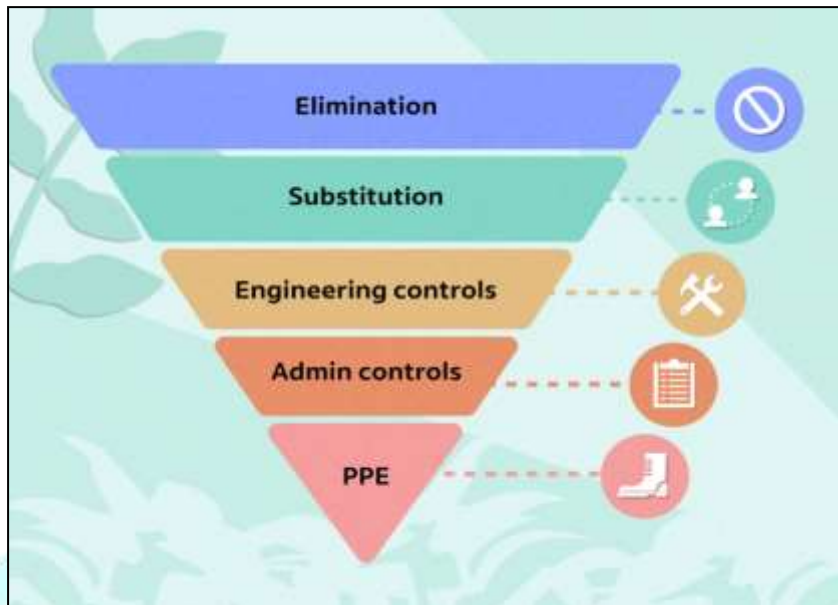 Elimination
Substitution
Engineering controls
Admin controls
PPE